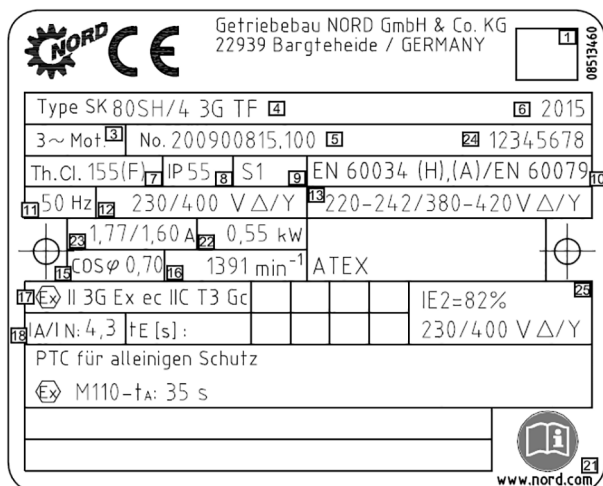 NORD CE Getriebebau NORD GmbH & Co. KG 1
22939 Bargteheide / GERMANY
08513460
Type SK 80SH/4 3G TF 4 6 2015
3~ Mot. 3 No. 200900815.100 5 24 12345678
Th.Cl. 155(F) 7 IP 55 8 S1 9 EN 60034 (H),(A)/EN 60079 10
11 50 Hz 12 230/400 V Δ/Y 13 220-242/380-420V Δ/Y
23 1,77/1,60 A 22 0,55 kW
15 COSφ 0,70 16 1391 min⁻¹ ATEX
17 Ex II 3G Ex ec IIC T3 Gc IE2=82% 25
18 IA/IN: 4,3 tE [s] : 230/400 V Δ/Y
PTC für alleinigen Schutz
Ex M110-tA: 35 s
21
www.nord.com